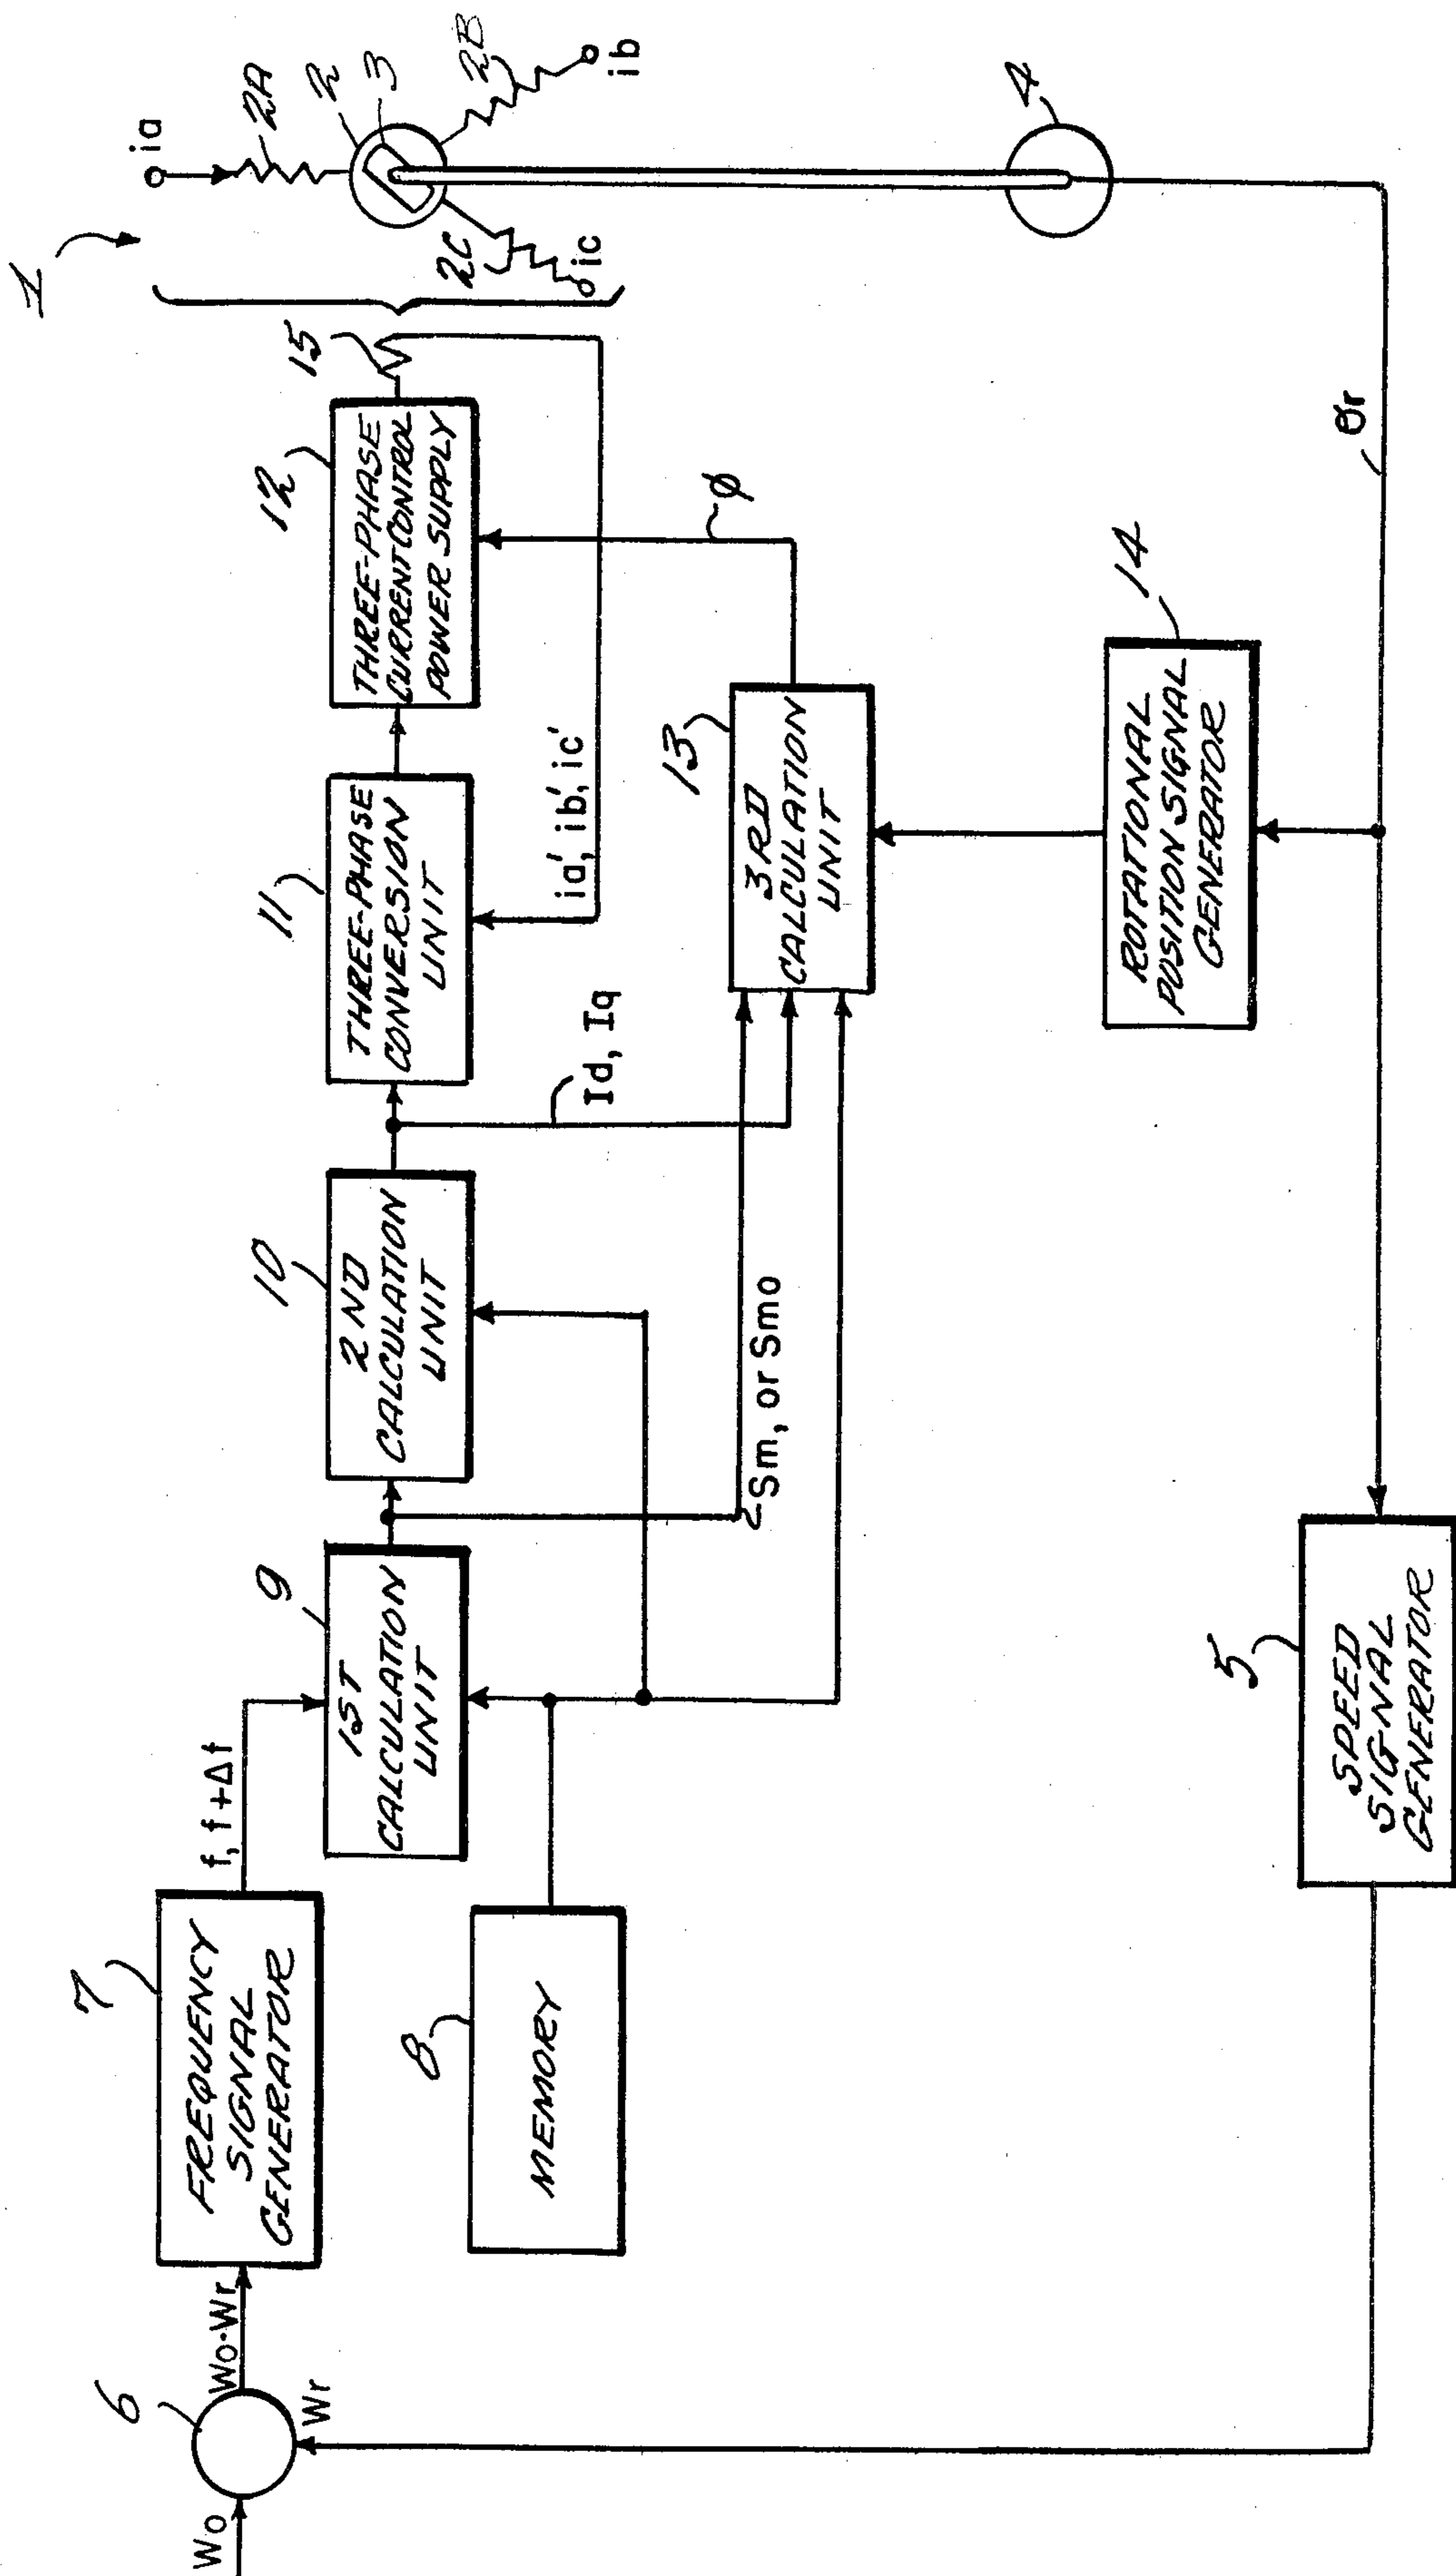 1
ia
2A
2
3
2B
ib
2C
ic
4
15
12
THREE-PHASE
CURRENT CONTROL
POWER SUPPLY
11
THREE-PHASE
CONVERSION
UNIT
ia', ib', ic'
ø
10
2ND
CALCULATION
UNIT
Id, Iq
13
3RD
CALCULATION
UNIT
14
ROTATIONAL
POSITION SIGNAL
GENERATOR
θr
9
1ST
CALCULATION
UNIT
Sm, or Smo
f, f+Δf
7
FREQUENCY
SIGNAL
GENERATOR
8
MEMORY
5
SPEED
SIGNAL
GENERATOR
6
Wo-Wr
Wr
Wo